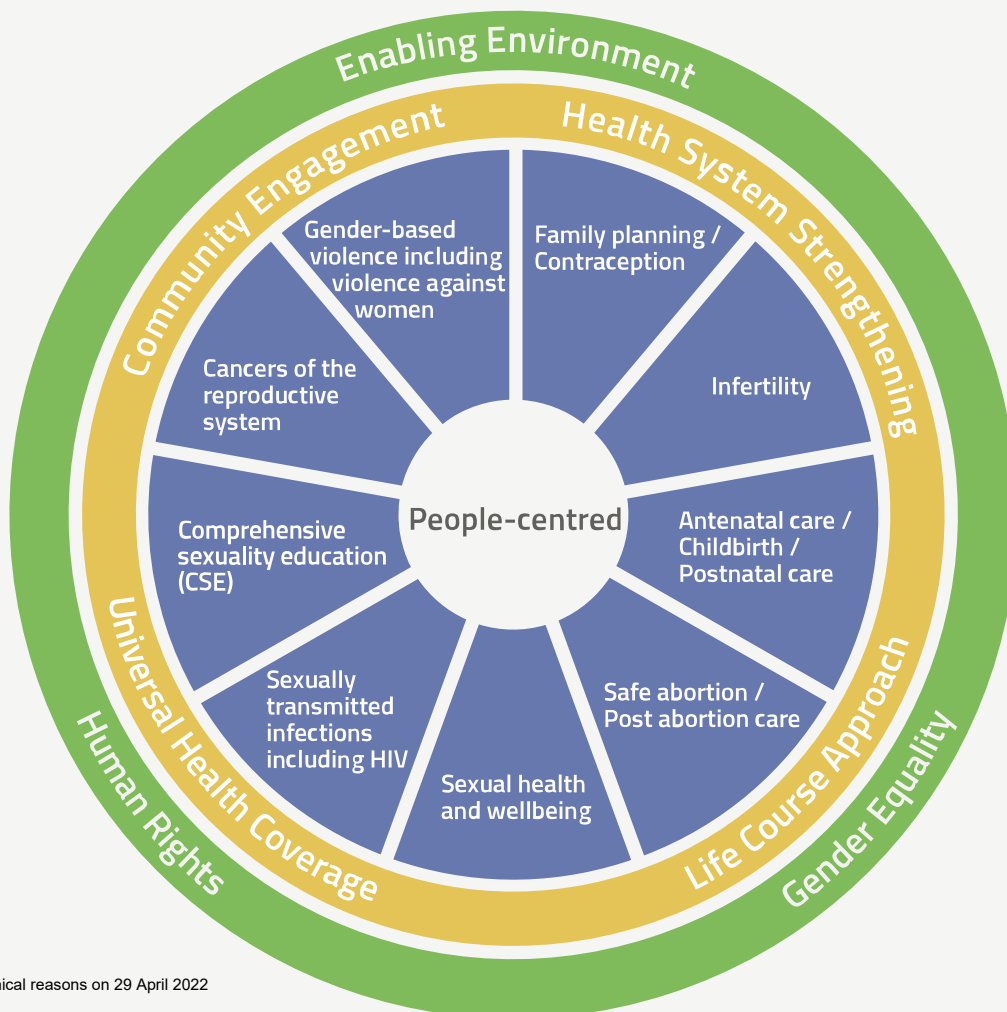 Enabling Environment
Community Engagement
Health System Strengthening
Gender-based
violence including
violence against
women
Family planning /
Contraception
Infertility
Cancers of the
reproductive
system
People-centred
Antenatal care /
Childbirth /
Postnatal care
Comprehensive
sexuality education
(CSE)
Safe abortion /
Post abortion care
Sexually
transmitted
infections
including HIV
Sexual health
and wellbeing
Universal Health Coverage
Life Course Approach
Human Rights
Gender Equality
reasons on 29 April 2022